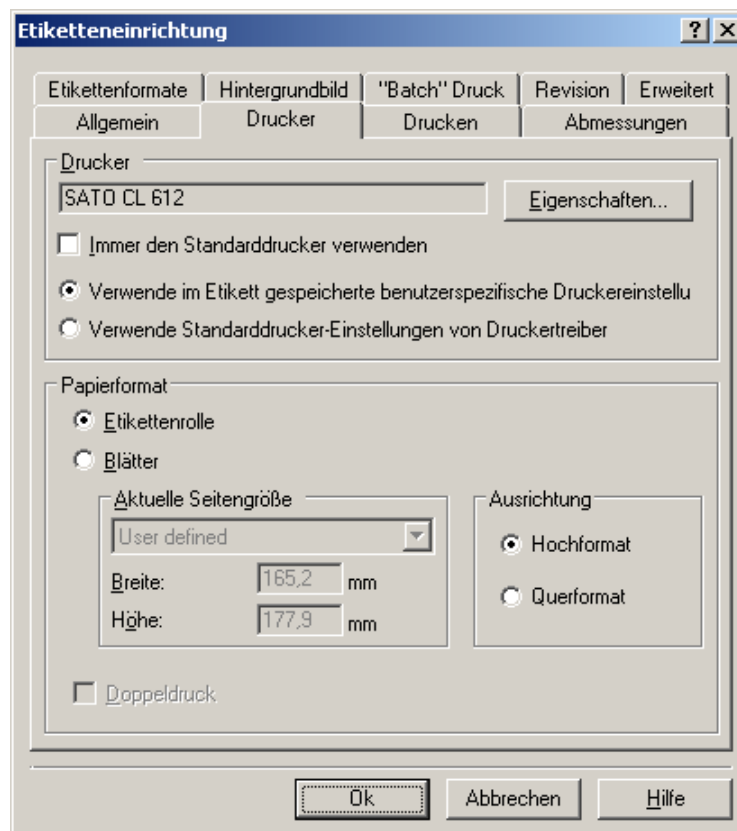 Etiketteneinrichtung
Etikettenformate Hintergrundbild "Batch" Druck Revision Erweitert
Allgemein Drucker Drucken Abmessungen
Drucker
SATO CL 612 Eigenschaften...
Immer den Standarddrucker verwenden
Verwende im Etikett gespeicherte benutzerspezifische Druckereinstellu
Verwende Standarddrucker-Einstellungen von Druckertreiber
Papierformat
Etikettenrolle
Blätter
Aktuelle Seitengröße
User defined
Breite: 165,2 mm
Höhe: 177,9 mm
Ausrichtung
Hochformat
Querformat
Doppeldruck
Ok Abbrechen Hilfe